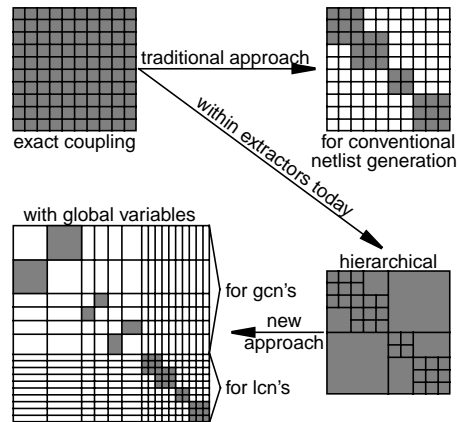 traditional approach
exact coupling
for conventional
netlist generation
within extractors today
with global variables
hierarchical
for gcn's
new
approach
for lcn's